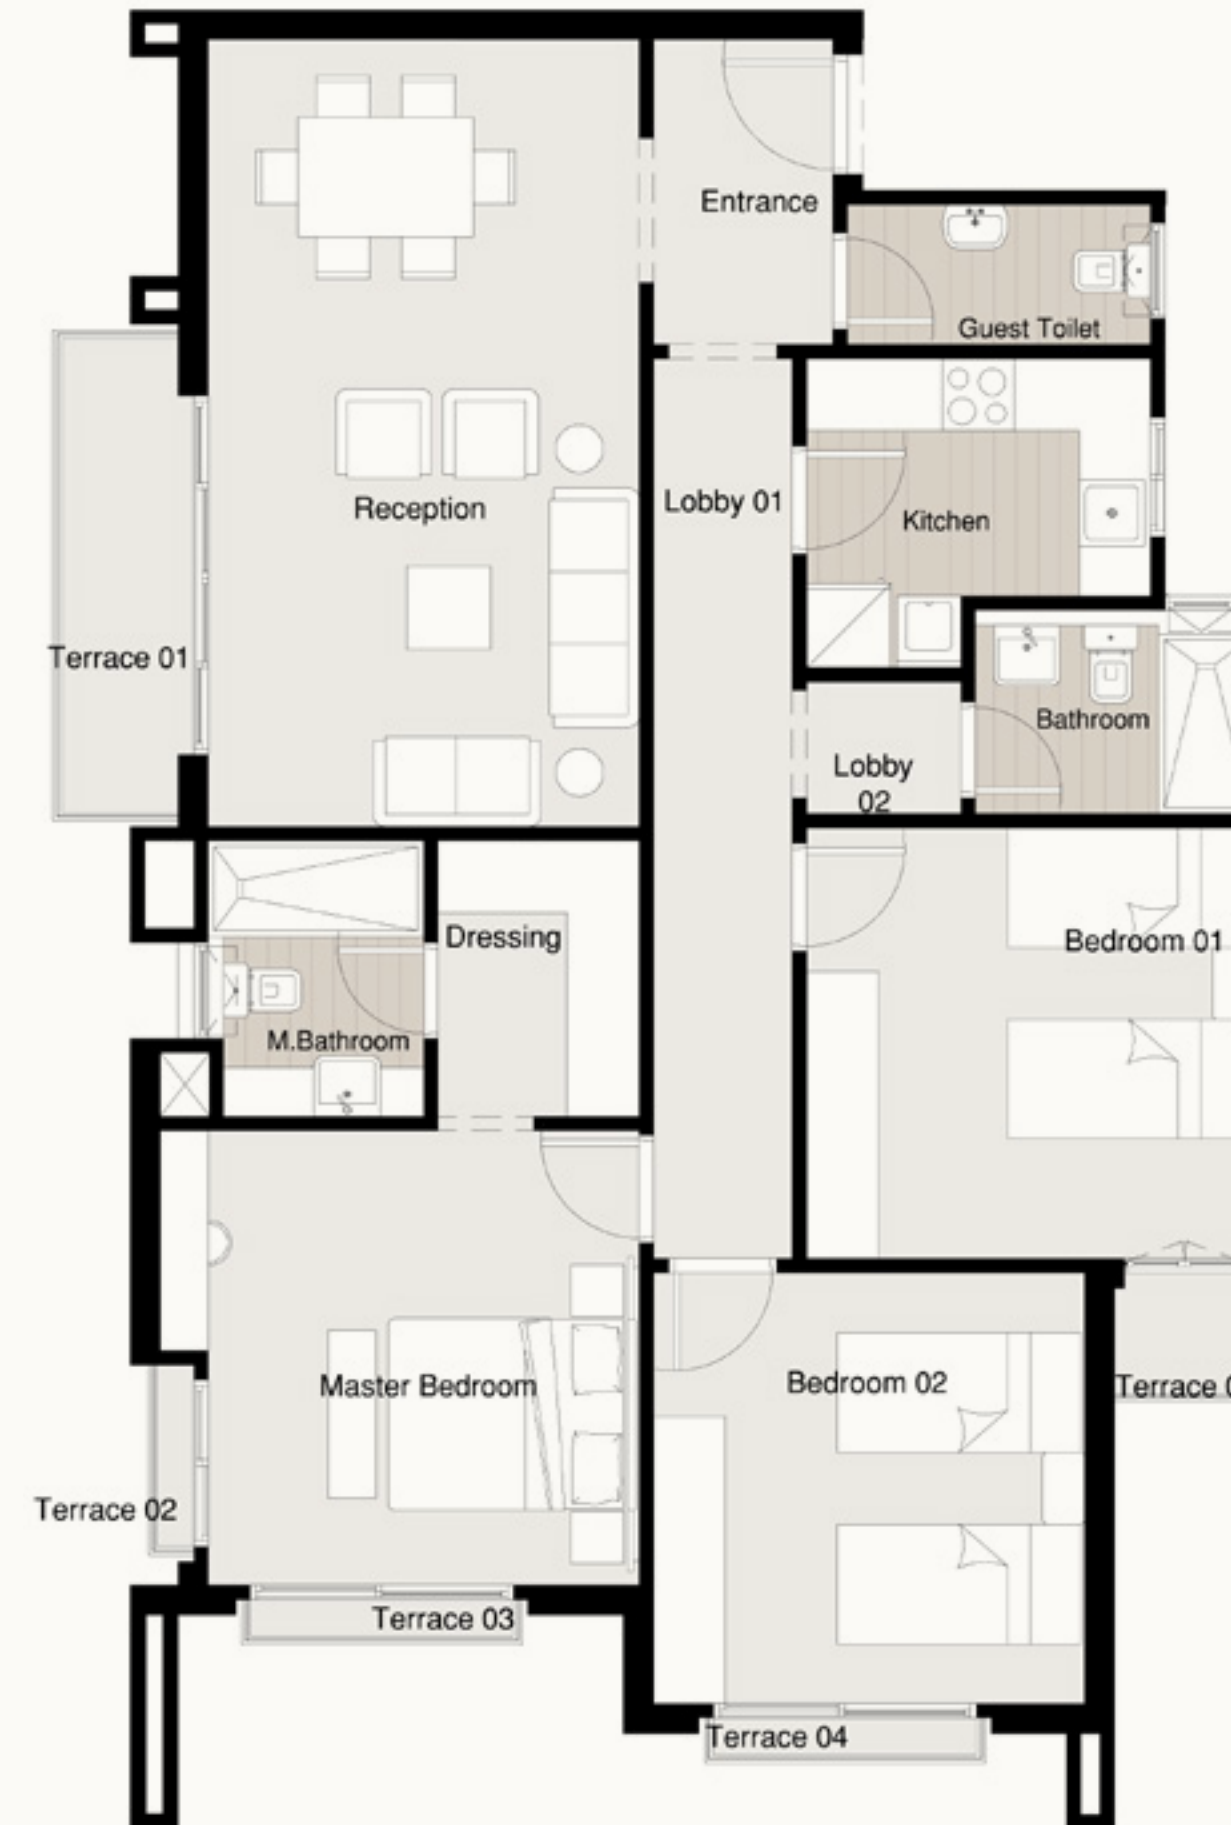 Entrance
Guest Toilet
Reception
Lobby 01
Kitchen
Terrace 01
Bathroom
Lobby
02
Dressing
Bedroom 01
M.Bathroom
Master Bedroom
Bedroom 02
Terrace
Terrace 02
Terrace 03
Terrace 04